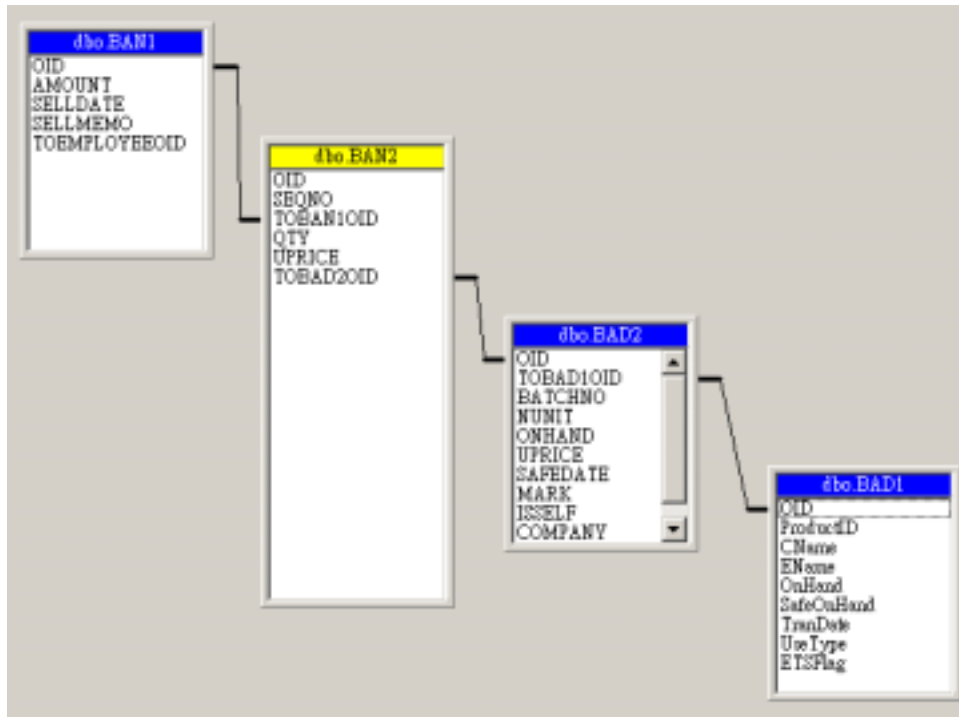 dbo.BAN1
OID
AMOUNT
SELLDATE
SELLMEMO
TOEMPLOYEEOID
dbo.BAN2
OID
SEQNO
TOBAN1OID
QTY
UPRICE
TOBAD2OID
dbo.BAD2
OID
TOBAD1OID
BATCHNO
NUNIT
ONHAND
UPRICE
SAFEDATE
MARK
ISSELF
COMPANY
dbo.BAD1
OID
ProductID
CName
EName
OnHand
SafeOnHand
TranDate
UseType
ETSFlag